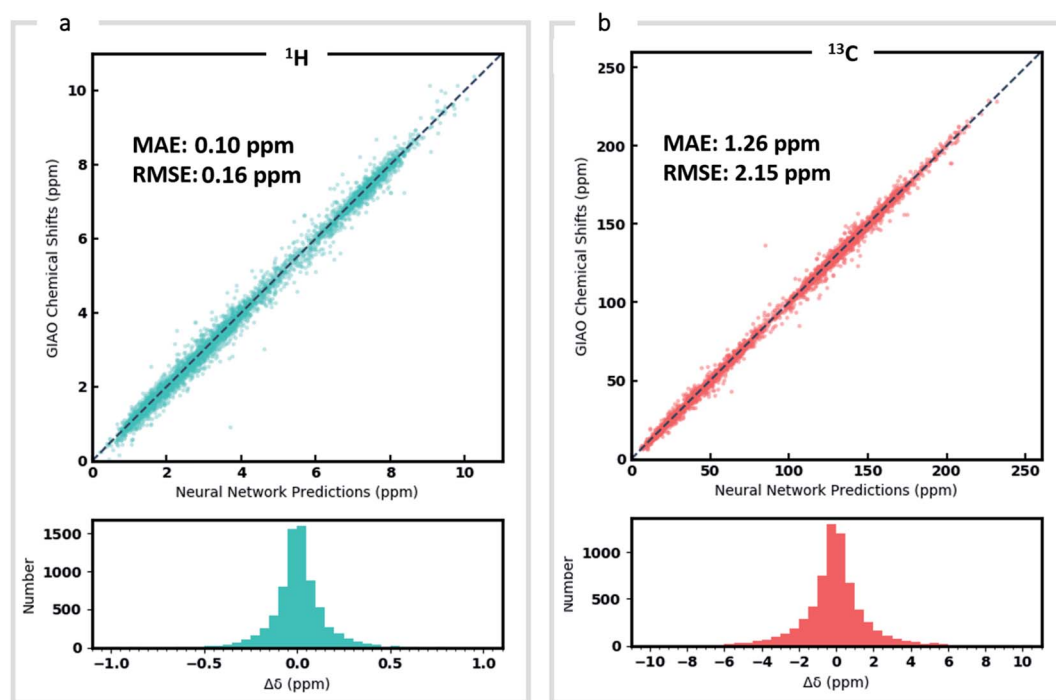 a
¹H
MAE: 0.10 ppm
RMSE: 0.16 ppm
GIAO Chemical Shifts (ppm)
10
8
6
4
2
0
0 2 4 6 8 10
Neural Network Predictions (ppm)
Number
1500
1000
500
0
−1.0 −0.5 0.0 0.5 1.0
Δδ (ppm)
b
¹³C
MAE: 1.26 ppm
RMSE: 2.15 ppm
GIAO Chemical Shifts (ppm)
250
200
150
100
50
0
0 50 100 150 200 250
Neural Network Predictions (ppm)
Number
1000
500
0
−10 −8 −6 −4 −2 0 2 4 6 8 10
Δδ (ppm)